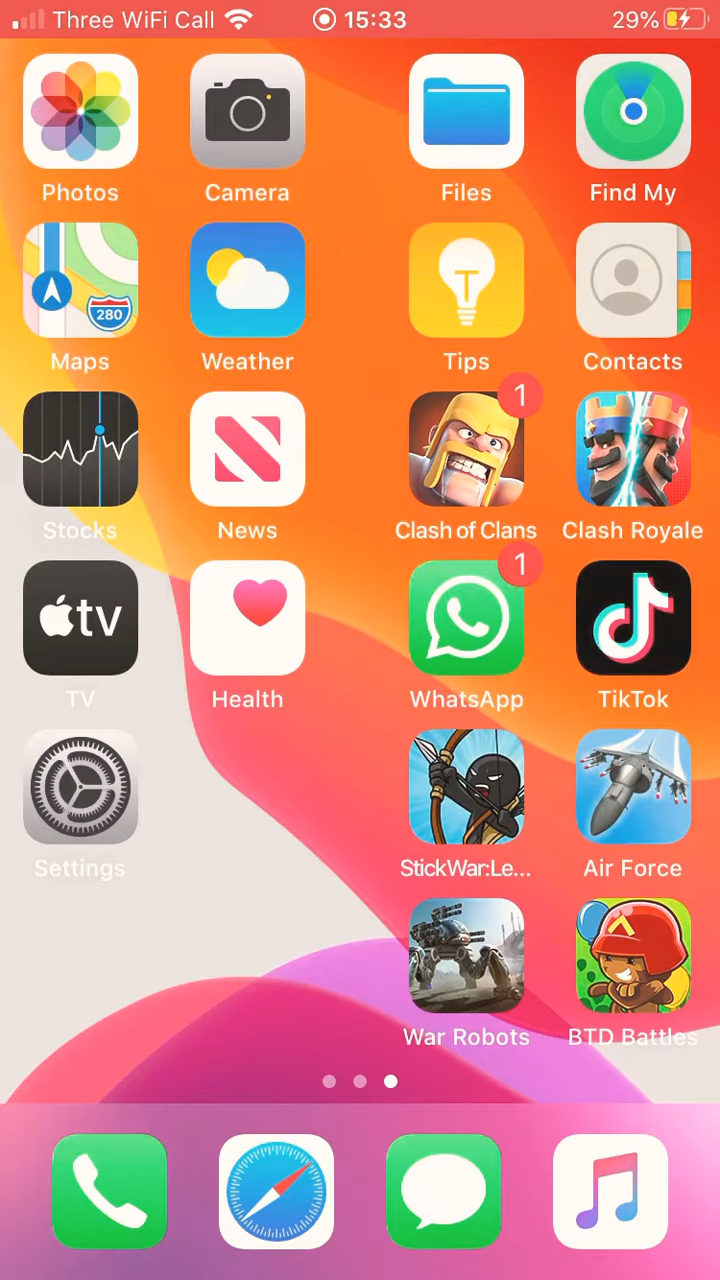 Three WiFi Call 15:33 29%
Photos Camera Files Find My
280
Maps Weather Tips Contacts
1
Stocks News Clash of Clans Clash Royale
1
tv
TV Health WhatsApp TikTok
Settings StickWar:Le... Air Force
War Robots BTD Battles